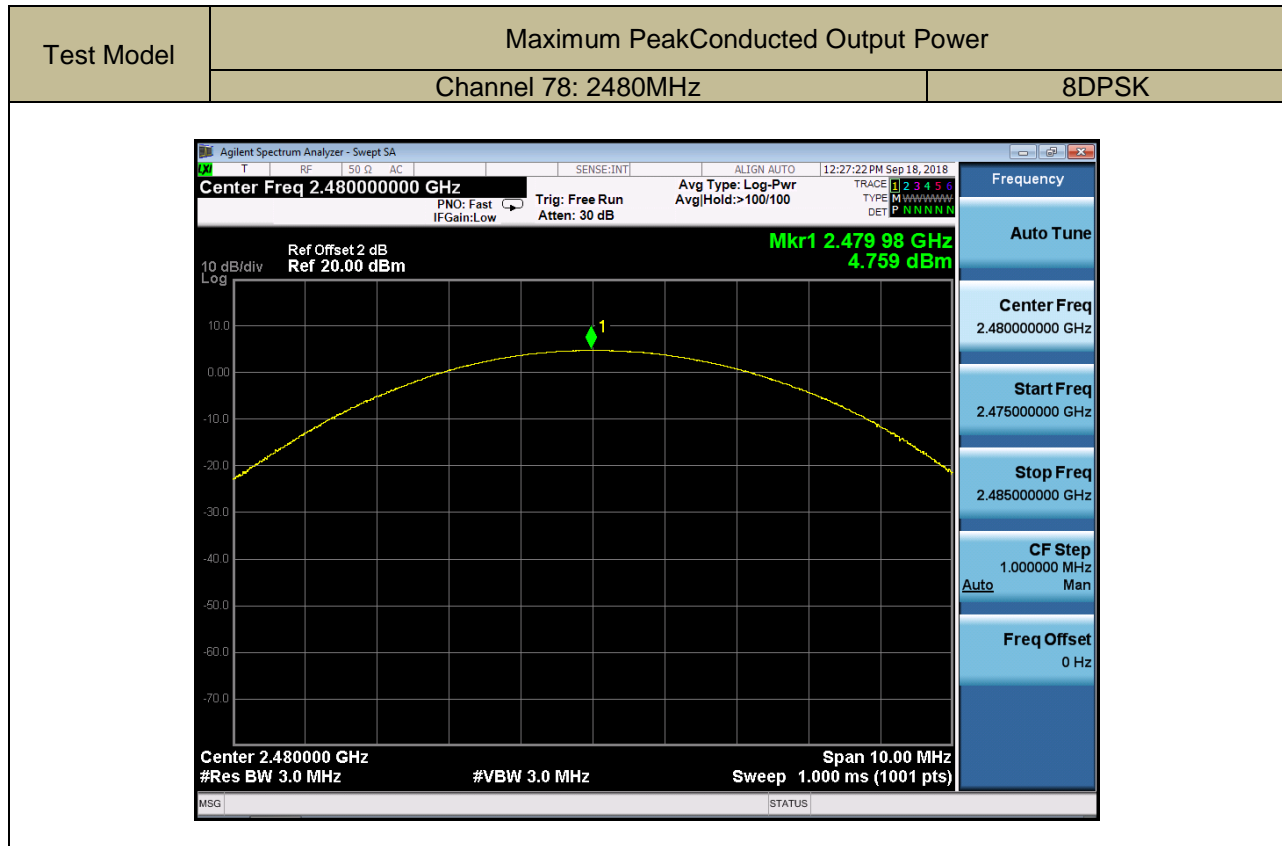 Test Model
Maximum PeakConducted Output Power
Channel 78: 2480MHz
8DPSK
Agilent Spectrum Analyzer - Swept SA
LXI T RF 50 Ω AC SENSE:INT ALIGN AUTO 12:27:22 PM Sep 18, 2018
Center Freq 2.480000000 GHz
PNO: Fast
IFGain:Low
Trig: Free Run
Atten: 30 dB
Avg Type: Log-Pwr
Avg|Hold:>100/100
TRACE 1 2 3 4 5 6
TYPE M WWWWW
DET P N N N N N
Mkr1 2.479 98 GHz
4.759 dBm
Ref Offset 2 dB
10 dB/div Ref 20.00 dBm
Log
1
10.0
0.00
-10.0
-20.0
-30.0
-40.0
-50.0
-60.0
-70.0
Center 2.480000 GHz Span 10.00 MHz
#Res BW 3.0 MHz #VBW 3.0 MHz Sweep 1.000 ms (1001 pts)
MSG STATUS
Frequency
Auto Tune
Center Freq
2.480000000 GHz
Start Freq
2.475000000 GHz
Stop Freq
2.485000000 GHz
CF Step
1.000000 MHz
Auto Man
Freq Offset
0 Hz